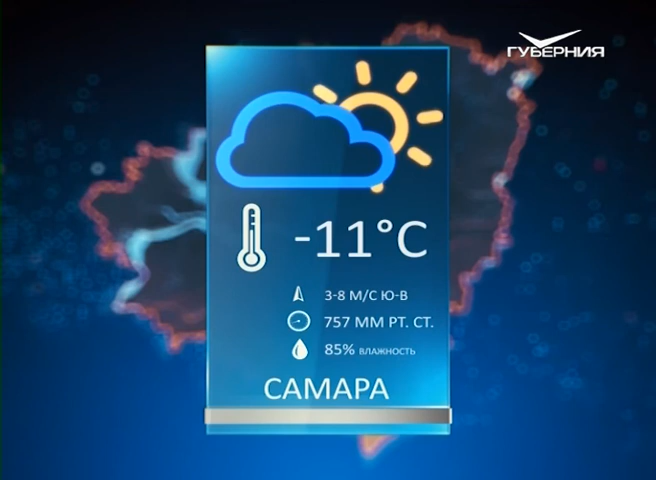 ГУБЕРНИЯ
-11°C
3-8 М/С Ю-В
757 ММ РТ. СТ.
85% ВЛАЖНОСТЬ
САМАРА